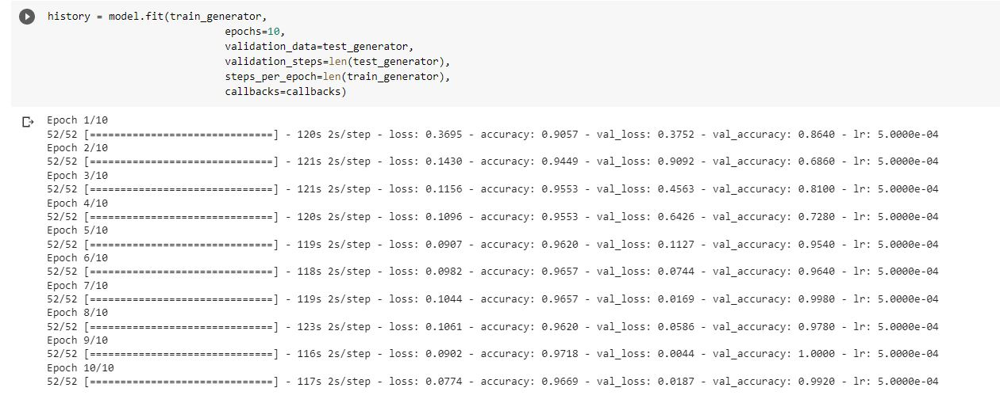 history = model.fit(train_generator,
epochs=10,
validation_data=test_generator,
validation_steps=len(test_generator),
steps_per_epoch=len(train_generator),
callbacks=callbacks)
Epoch 1/10
52/52 [==============================] - 120s 2s/step - loss: 0.3695 - accuracy: 0.9057 - val_loss: 0.3752 - val_accuracy: 0.8640 - lr: 5.0000e-04
Epoch 2/10
52/52 [==============================] - 121s 2s/step - loss: 0.1430 - accuracy: 0.9449 - val_loss: 0.9092 - val_accuracy: 0.6860 - lr: 5.0000e-04
Epoch 3/10
52/52 [==============================] - 121s 2s/step - loss: 0.1156 - accuracy: 0.9553 - val_loss: 0.4563 - val_accuracy: 0.8100 - lr: 5.0000e-04
Epoch 4/10
52/52 [==============================] - 120s 2s/step - loss: 0.1096 - accuracy: 0.9553 - val_loss: 0.6426 - val_accuracy: 0.7280 - lr: 5.0000e-04
Epoch 5/10
52/52 [==============================] - 119s 2s/step - loss: 0.0907 - accuracy: 0.9620 - val_loss: 0.1127 - val_accuracy: 0.9540 - lr: 5.0000e-04
Epoch 6/10
52/52 [==============================] - 118s 2s/step - loss: 0.0982 - accuracy: 0.9657 - val_loss: 0.0744 - val_accuracy: 0.9640 - lr: 5.0000e-04
Epoch 7/10
52/52 [==============================] - 119s 2s/step - loss: 0.1044 - accuracy: 0.9657 - val_loss: 0.0169 - val_accuracy: 0.9980 - lr: 5.0000e-04
Epoch 8/10
52/52 [==============================] - 123s 2s/step - loss: 0.1061 - accuracy: 0.9620 - val_loss: 0.0586 - val_accuracy: 0.9780 - lr: 5.0000e-04
Epoch 9/10
52/52 [==============================] - 116s 2s/step - loss: 0.0902 - accuracy: 0.9718 - val_loss: 0.0044 - val_accuracy: 1.0000 - lr: 5.0000e-04
Epoch 10/10
52/52 [==============================] - 117s 2s/step - loss: 0.0774 - accuracy: 0.9669 - val_loss: 0.0187 - val_accuracy: 0.9920 - lr: 5.0000e-04